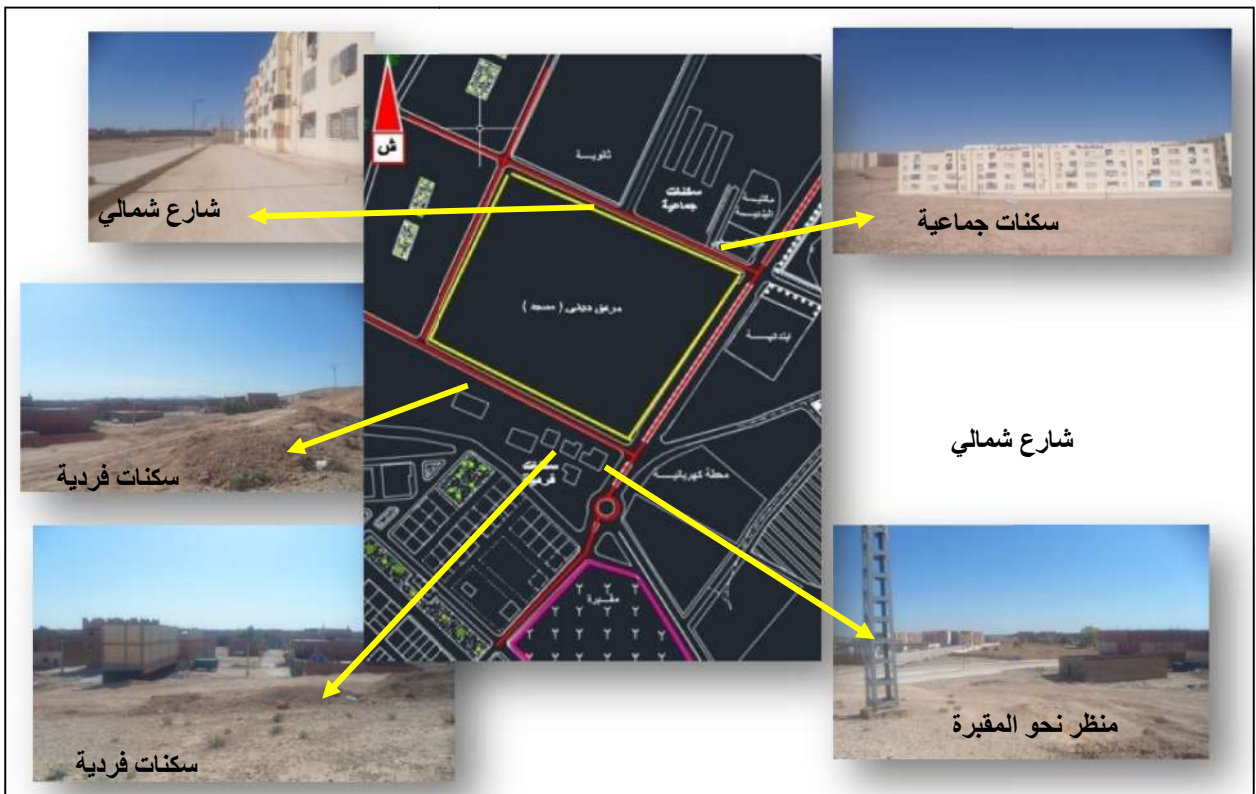 ش
شارع شمالي
سكنات جماعية
ثانوية
سكنات
جماعية
مرفق ديني ( مسجد )
سكنات فردية
شارع شمالي
محطة كهربائية
سكنات
مقبرة
سكنات فردية
منظر نحو المقبرة